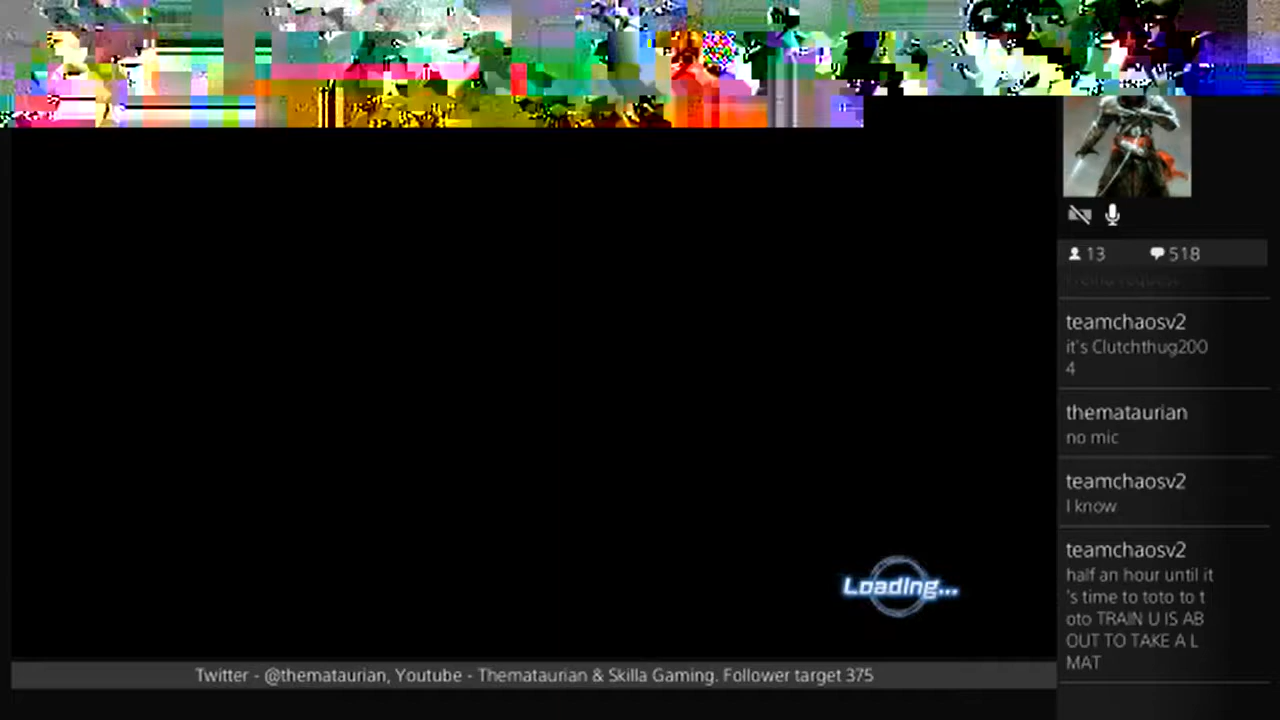 13 518
teamchaosv2
it's Clutchthug200
4
themataurian
no mic
teamchaosv2
I know
teamchaosv2
half an hour until it
's time to toto to t
oto TRAIN U IS AB
OUT TO TAKE A L
MAT
Loading...
Twitter - @themataurian, Youtube - Themataurian & Skilla Gaming. Follower target 375